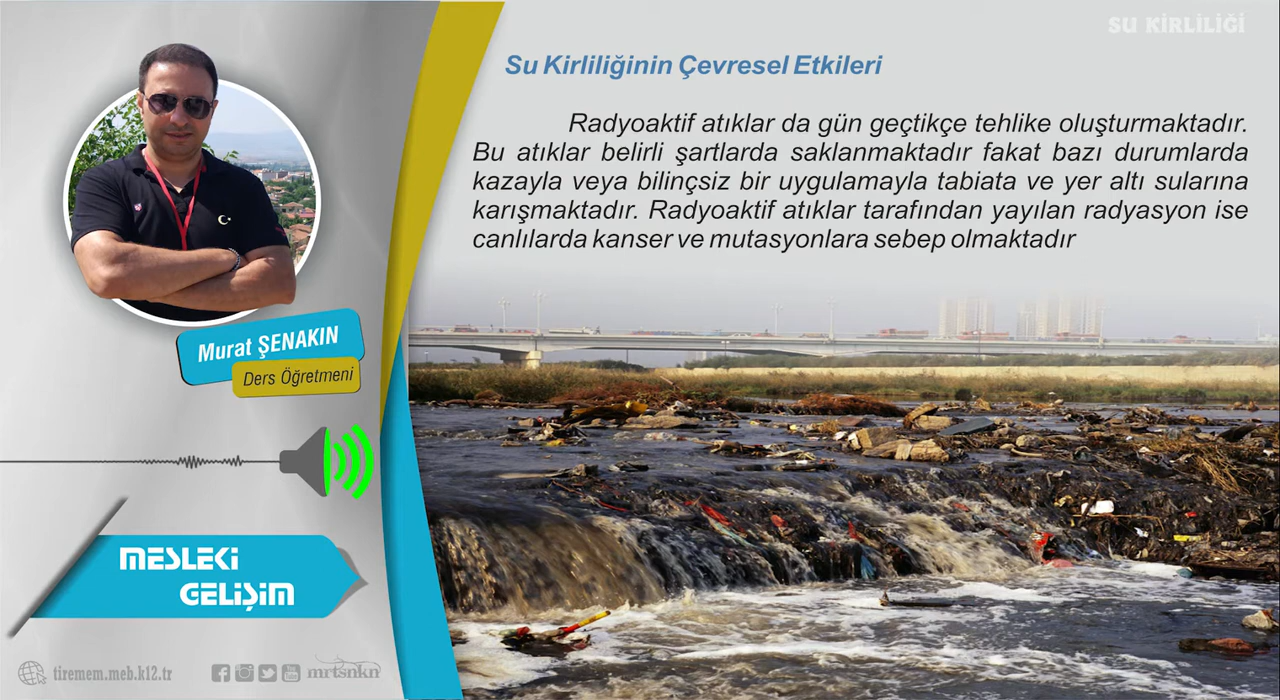 SU KİRLİLİĞİ
Su Kirliliğinin Çevresel Etkileri
Radyoaktif atıklar da gün geçtikçe tehlike oluşturmaktadır.
Bu atıklar belirli şartlarda saklanmaktadır fakat bazı durumlarda
kazayla veya bilinçsiz bir uygulamayla tabiata ve yer altı sularına
karışmaktadır. Radyoaktif atıklar tarafından yayılan radyasyon ise
canlılarda kanser ve mutasyonlara sebep olmaktadır
Murat ŞENAKIN
Ders Öğretmeni
MESLEKİ
GELİŞİM
tiremem.meb.k12.tr
mrtsnkn